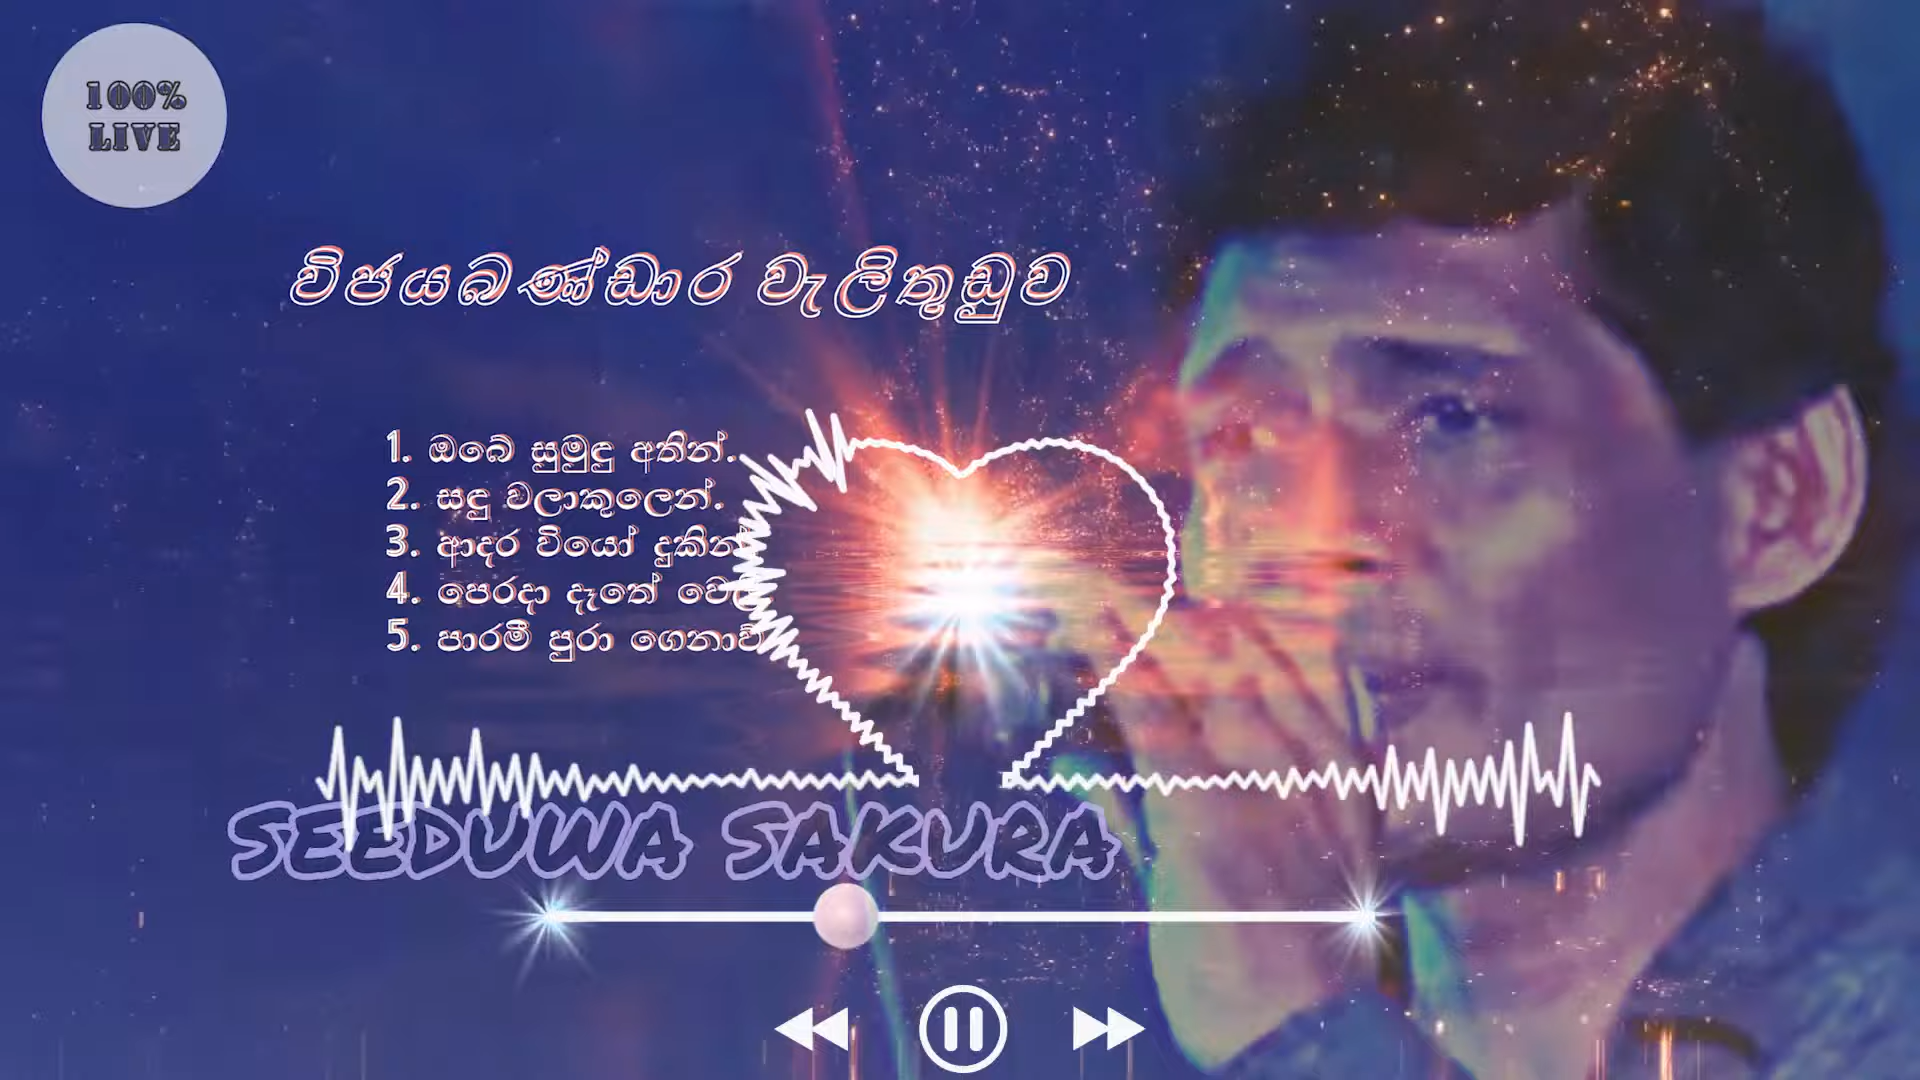 100%
LIVE
විජයබණ්ඩාර වැලිතුඩුව
1. ඔබේ සුමුදු අතින්.
2. සඳු වලාකුලෙන්.
3. ආදර වියෝ දුකින්
4. පෙරදා දෑතේ
5. පාරමී පුරා ගෙනාව්
SEEDUWA SAKURA